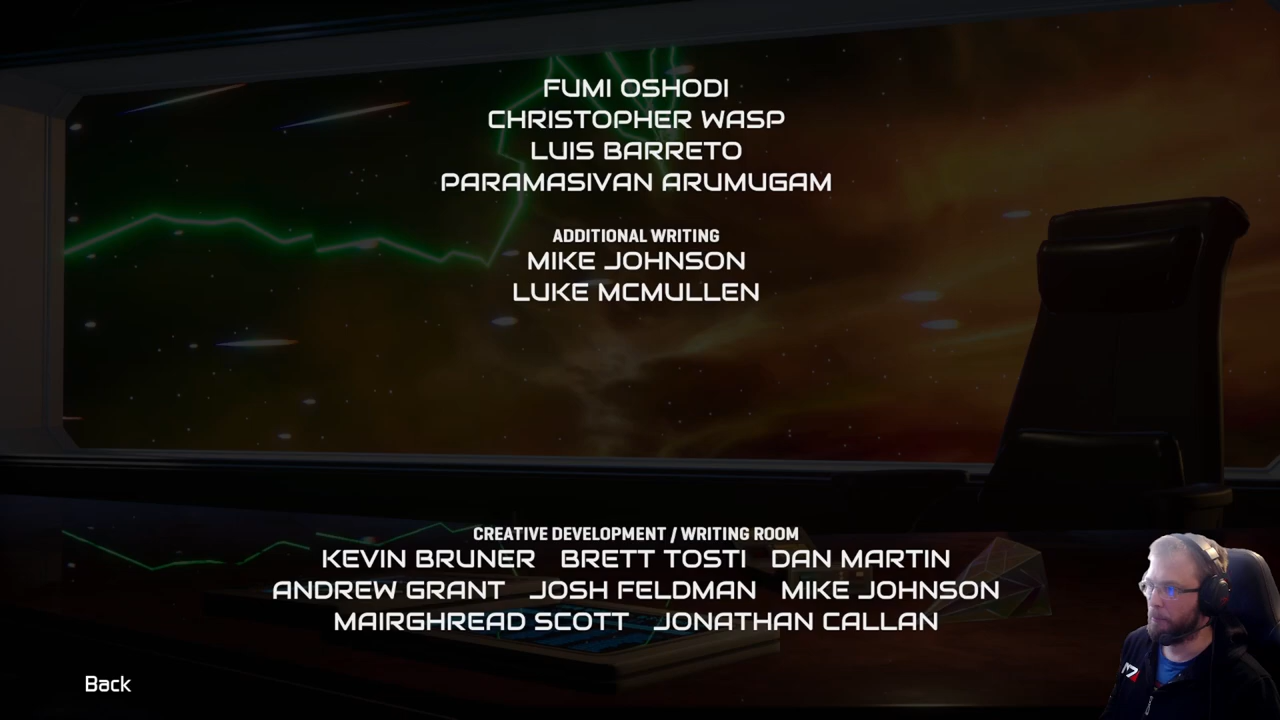 FUMI OSHODI
CHRISTOPHER WASP
LUIS BARRETO
PARAMASIVAN ARUMUGAM
ADDITIONAL WRITING
MIKE JOHNSON
LUKE MCMULLEN
CREATIVE DEVELOPMENT / WRITING ROOM
KEVIN BRUNER BRETT TOSTI DAN MARTIN
ANDREW GRANT JOSH FELDMAN MIKE JOHNSON
MAIRGHREAD SCOTT JONATHAN CALLAN
Back
N7